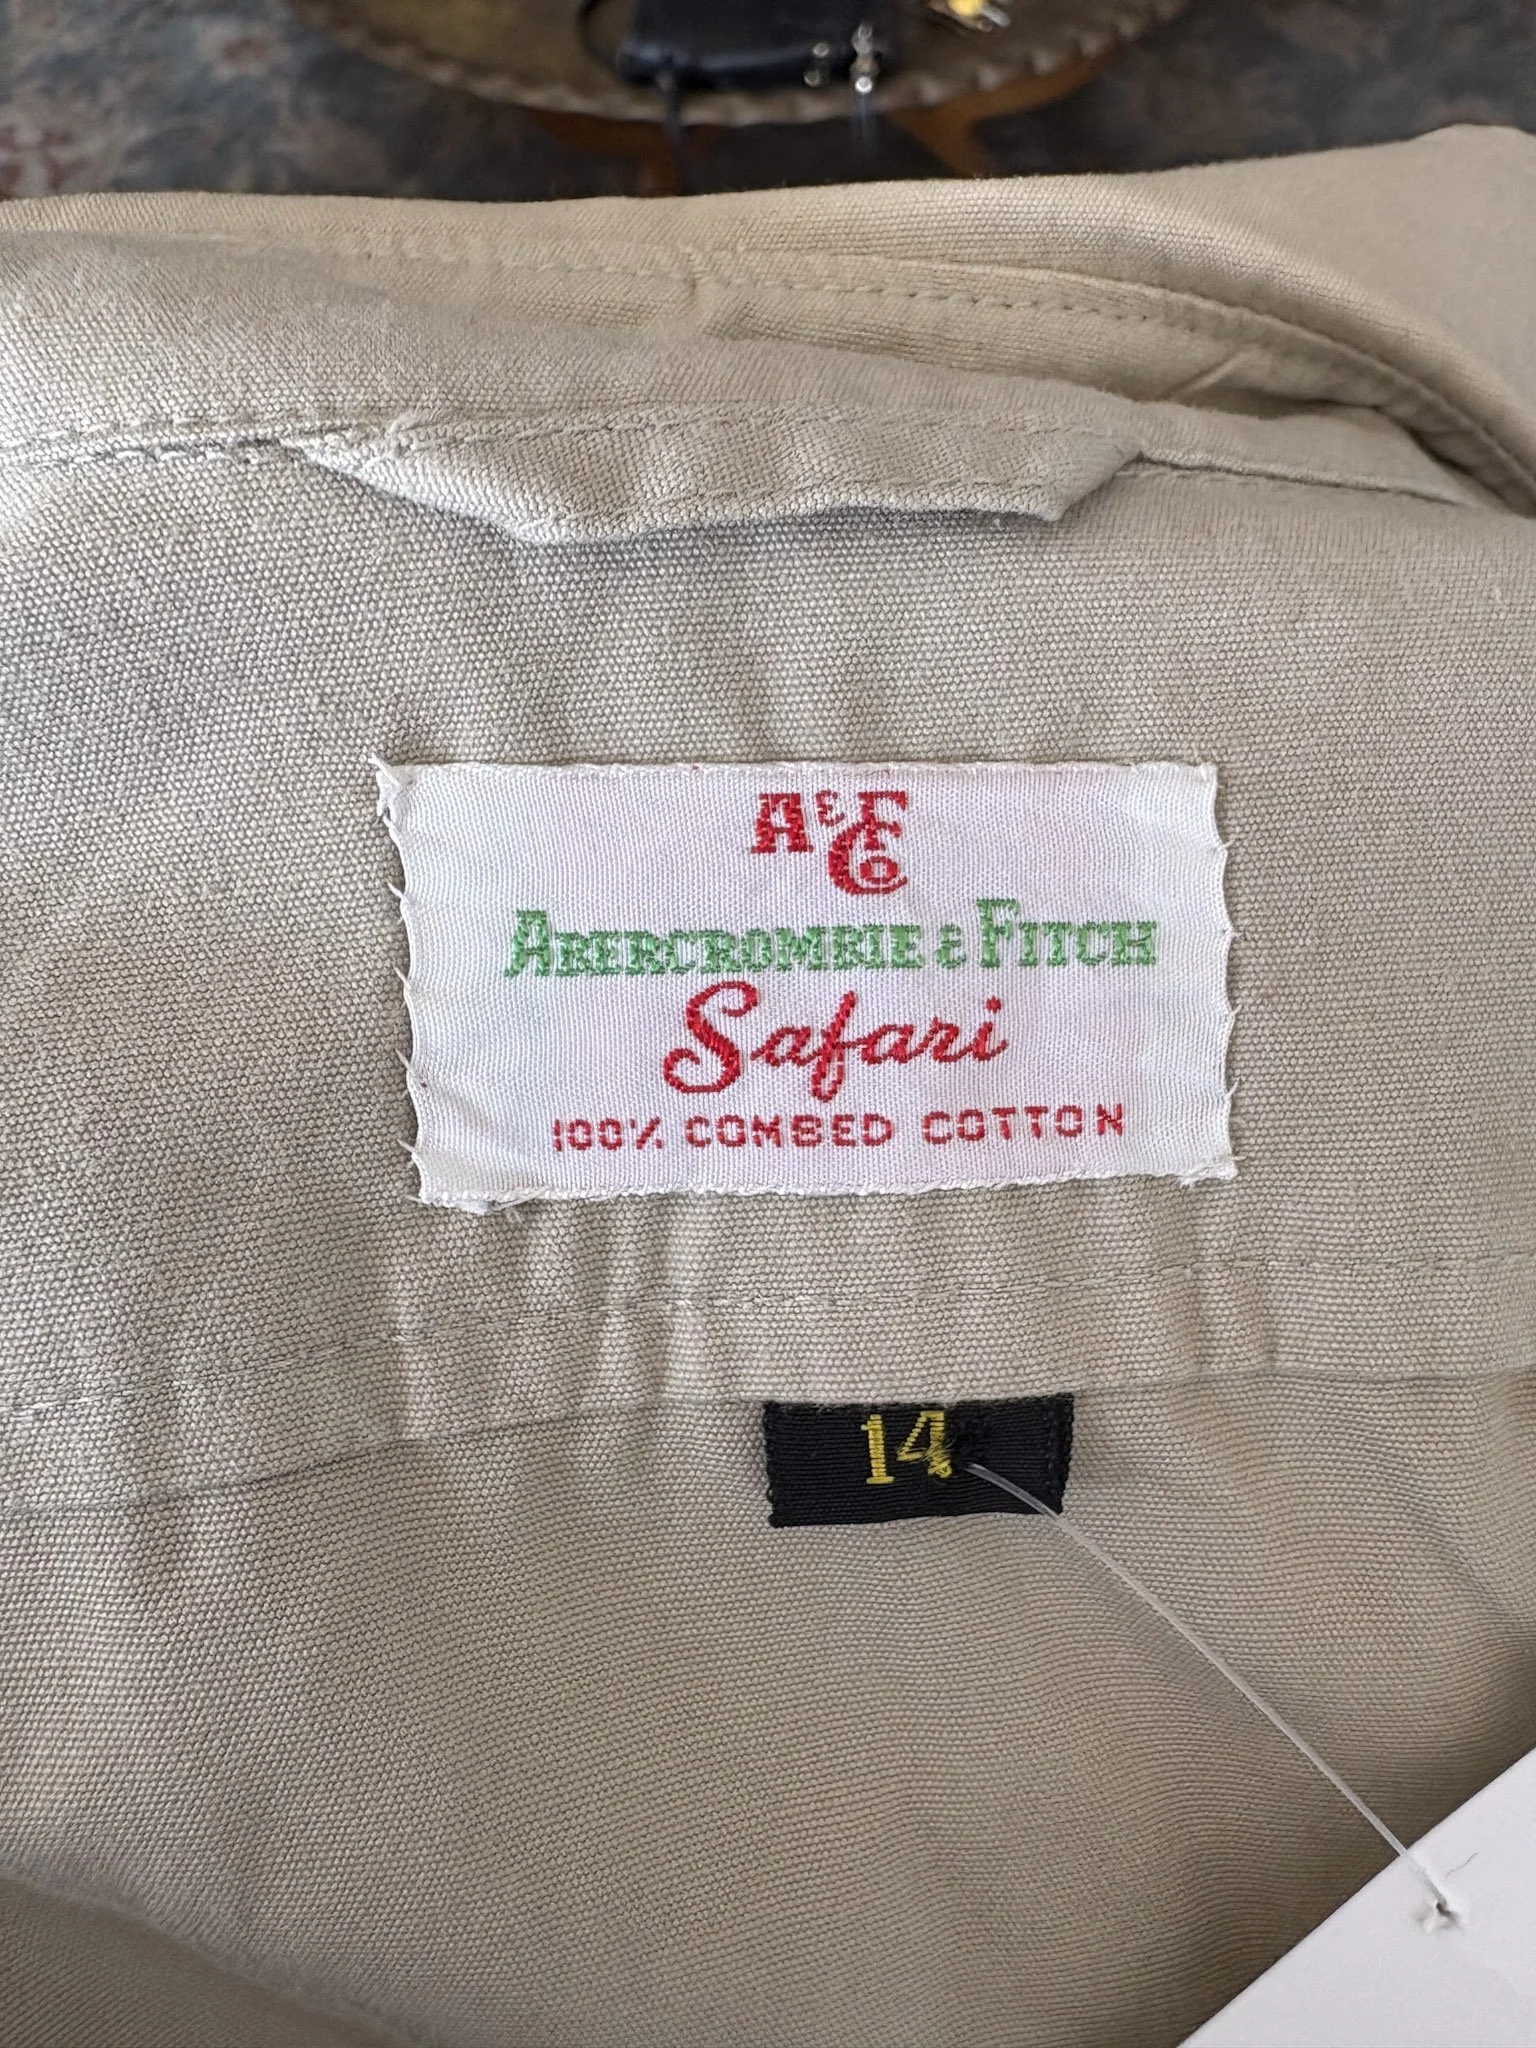 A & F Co
ABERCROMBIE & FITCH
Safari
100% COMBED COTTON
14